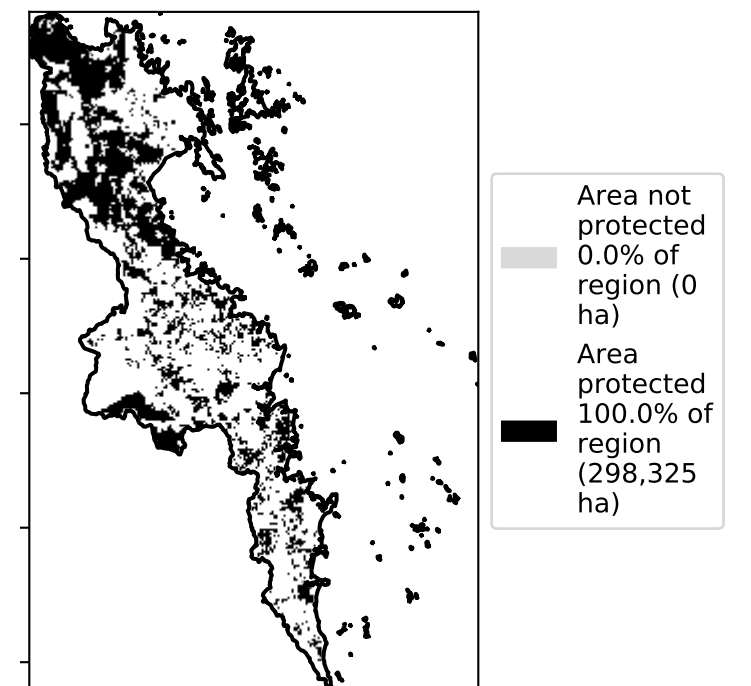 Area not
protected
0.0% of
region (0
ha)
Area
protected
100.0% of
region
(298,325
ha)